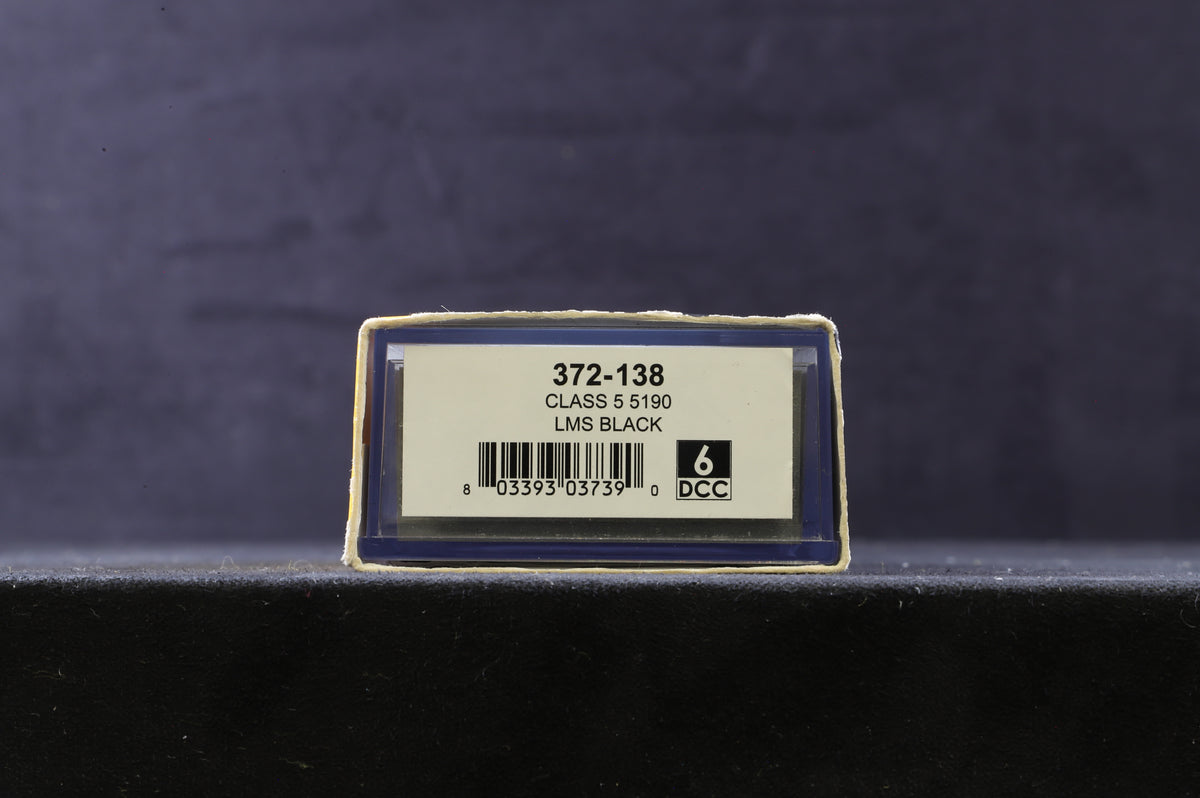 372-138
CLASS 5 5190
LMS BLACK
8 03393 03739 0
6
DCC